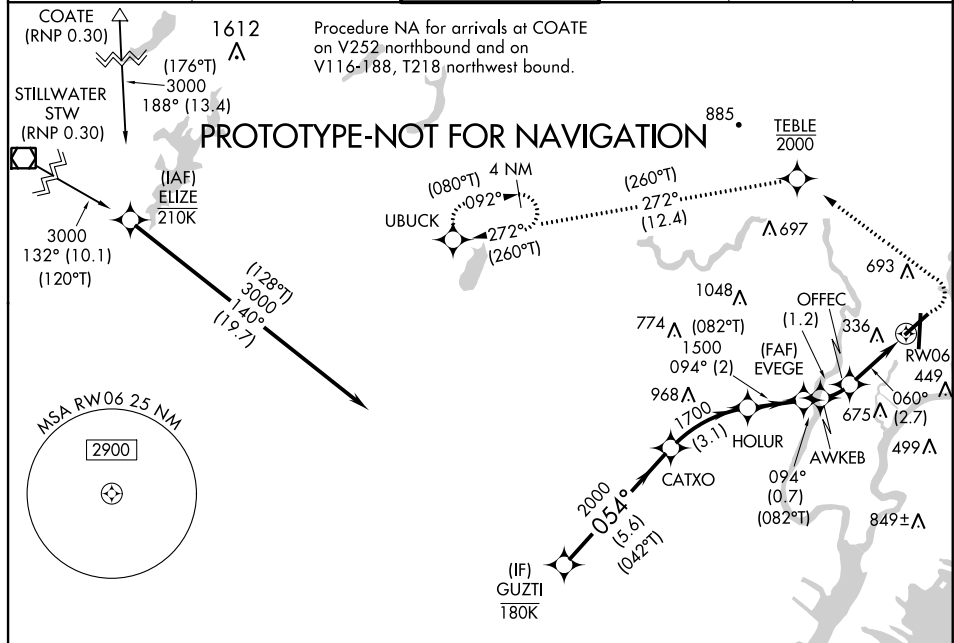 COATE
(RNP 0.30)
1612
Procedure NA for arrivals at COATE
on V252 northbound and on
V116-188, T218 northwest bound.
(176°T)
3000
188° (13.4)
STILLWATER
STW
(RNP 0.30)
PROTOTYPE-NOT FOR NAVIGATION
885
TEBLE
2000
(IAF)
ELIZE
210K
3000
132° (10.1)
(120°T)
4 NM
(080°T)
092°
UBUCK
272°
(260°T)
(260°T)
272°
(12.4)
697
693
(128°T)
3000
140°
(19.7)
1048
OFFEC
(1.2)
336
774
(082°T)
1500
094° (2)
(FAF)
EVEGE
RW06
449
968
1700
(3.1)
HOLUR
675
060°
(2.7)
MSA RW06 25 NM
2900
CATXO
AWKEB
499
094°
(0.7)
(082°T)
849±
2000
054°
(5.6)
(042°T)
(IF)
GUZTI
180K